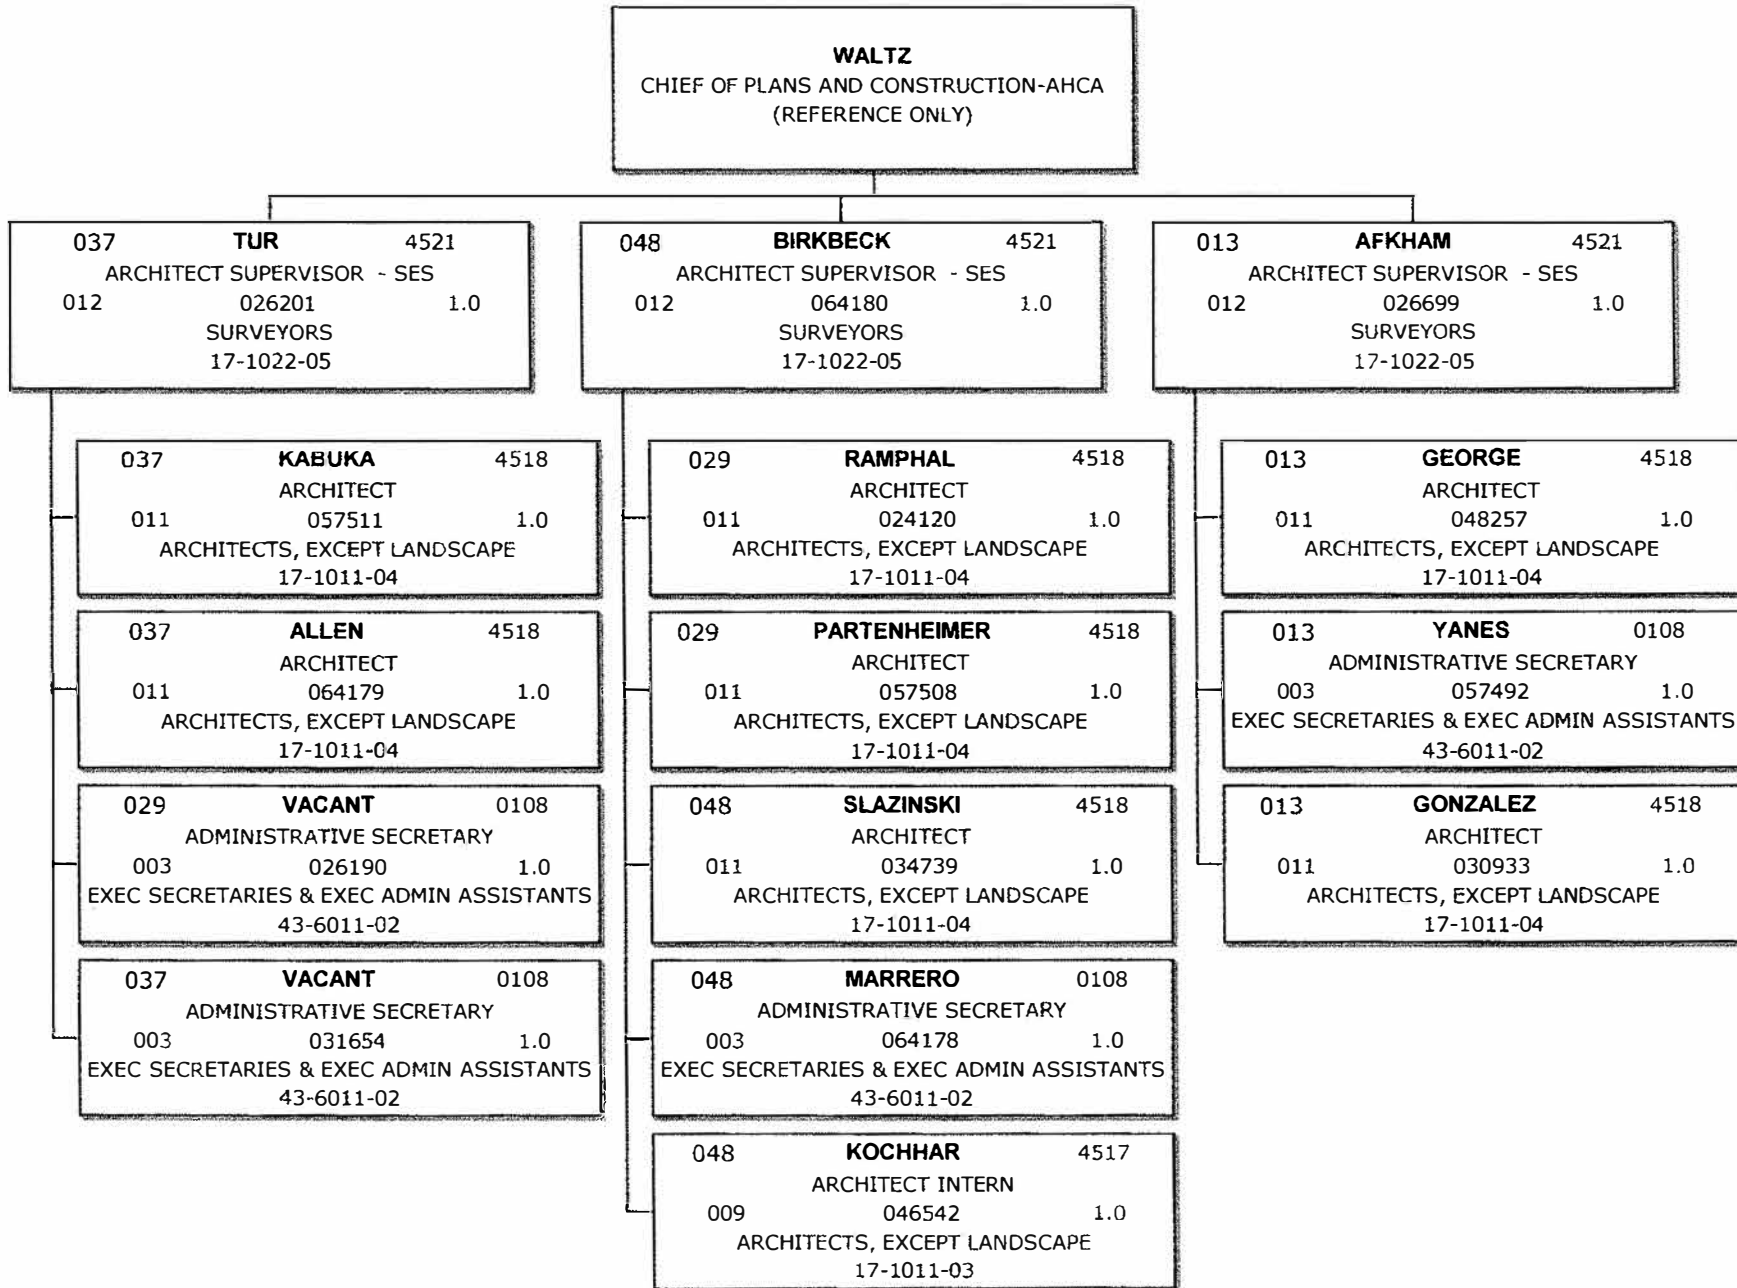 WALTZ
CHIEF OF PLANS AND CONSTRUCTION-AHCA
(REFERENCE ONLY)
037 TUR 4521
ARCHITECT SUPERVISOR - SES
012 026201 1.0
SURVEYORS
17-1022-05
048 BIRKBECK 4521
ARCHITECT SUPERVISOR - SES
012 064180 1.0
SURVEYORS
17-1022-05
013 AFKHAM 4521
ARCHITECT SUPERVISOR - SES
012 026699 1.0
SURVEYORS
17-1022-05
037 KABUKA 4518
ARCHITECT
011 057511 1.0
ARCHITECTS, EXCEPT LANDSCAPE
17-1011-04
037 ALLEN 4518
ARCHITECT
011 064179 1.0
ARCHITECTS, EXCEPT LANDSCAPE
17-1011-04
029 VACANT 0108
ADMINISTRATIVE SECRETARY
003 026190 1.0
EXEC SECRETARIES & EXEC ADMIN ASSISTANTS
43-6011-02
037 VACANT 0108
ADMINISTRATIVE SECRETARY
003 031654 1.0
EXEC SECRETARIES & EXEC ADMIN ASSISTANTS
43-6011-02
029 RAMPHAL 4518
ARCHITECT
011 024120 1.0
ARCHITECTS, EXCEPT LANDSCAPE
17-1011-04
029 PARTENHEIMER 4518
ARCHITECT
011 057508 1.0
ARCHITECTS, EXCEPT LANDSCAPE
17-1011-04
048 SLAZINSKI 4518
ARCHITECT
011 034739 1.0
ARCHITECTS, EXCEPT LANDSCAPE
17-1011-04
048 MARRERO 0108
ADMINISTRATIVE SECRETARY
003 064178 1.0
EXEC SECRETARIES & EXEC ADMIN ASSISTANTS
43-6011-02
048 KOCHHAR 4517
ARCHITECT INTERN
009 046542 1.0
ARCHITECTS, EXCEPT LANDSCAPE
17-1011-03
013 GEORGE 4518
ARCHITECT
011 048257 1.0
ARCHITECTS, EXCEPT LANDSCAPE
17-1011-04
013 YANES 0108
ADMINISTRATIVE SECRETARY
003 057492 1.0
EXEC SECRETARIES & EXEC ADMIN ASSISTANTS
43-6011-02
013 GONZALEZ 4518
ARCHITECT
011 030933 1.0
ARCHITECTS, EXCEPT LANDSCAPE
17-1011-04